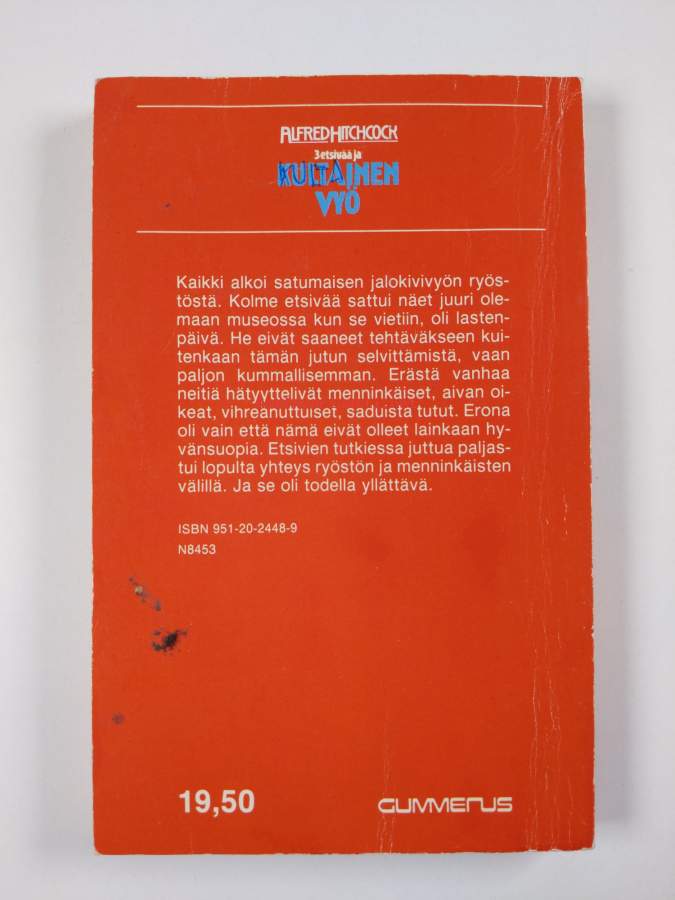 ALFRED HITCHCOCK
3 etsivää ja
KULTAINEN
VYÖ
Kaikki alkoi satumaisen jalokivivyön ryös-
töstä. Kolme etsivää sattui näet juuri ole-
maan museossa kun se vietiin, oli lasten-
päivä. He eivät saaneet tehtäväkseen kui-
tenkaan tämän jutun selvittämistä, vaan
paljon kummallisemman. Erästä vanhaa
neitiä hätyyttelivät menninkäiset, aivan oi-
keat, vihreanuttuiset, saduista tutut. Erona
oli vain että nämä eivät olleet lainkaan hy-
vänsuopia. Etsivien tutkiessa juttua paljas-
tui lopulta yhteys ryöstön ja menninkäisten
välillä. Ja se oli todella yllättävä.
ISBN 951-20-2448-9
N8453
19,50
GUMMERUS